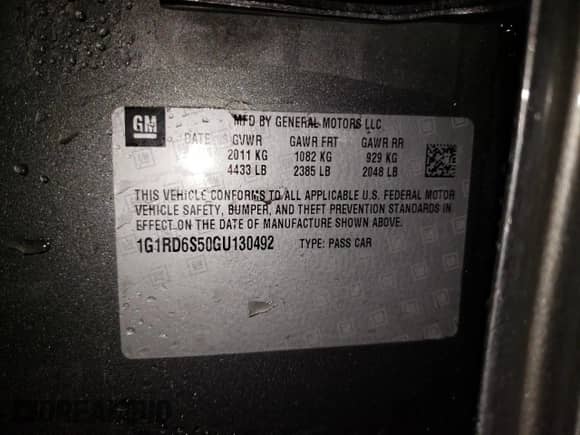 GM
MFD BY GENERAL MOTORS LLC
DATE GVWR GAWR FRT GAWR RR
2011 KG 1082 KG 929 KG
4433 LB 2385 LB 2048 LB
THIS VEHICLE CONFORMS TO ALL APPLICABLE U.S. FEDERAL MOTOR
VEHICLE SAFETY, BUMPER, AND THEFT PREVENTION STANDARDS IN
EFFECT ON THE DATE OF MANUFACTURE SHOWN ABOVE.
1G1RD6S50GU130492 TYPE: PASS CAR